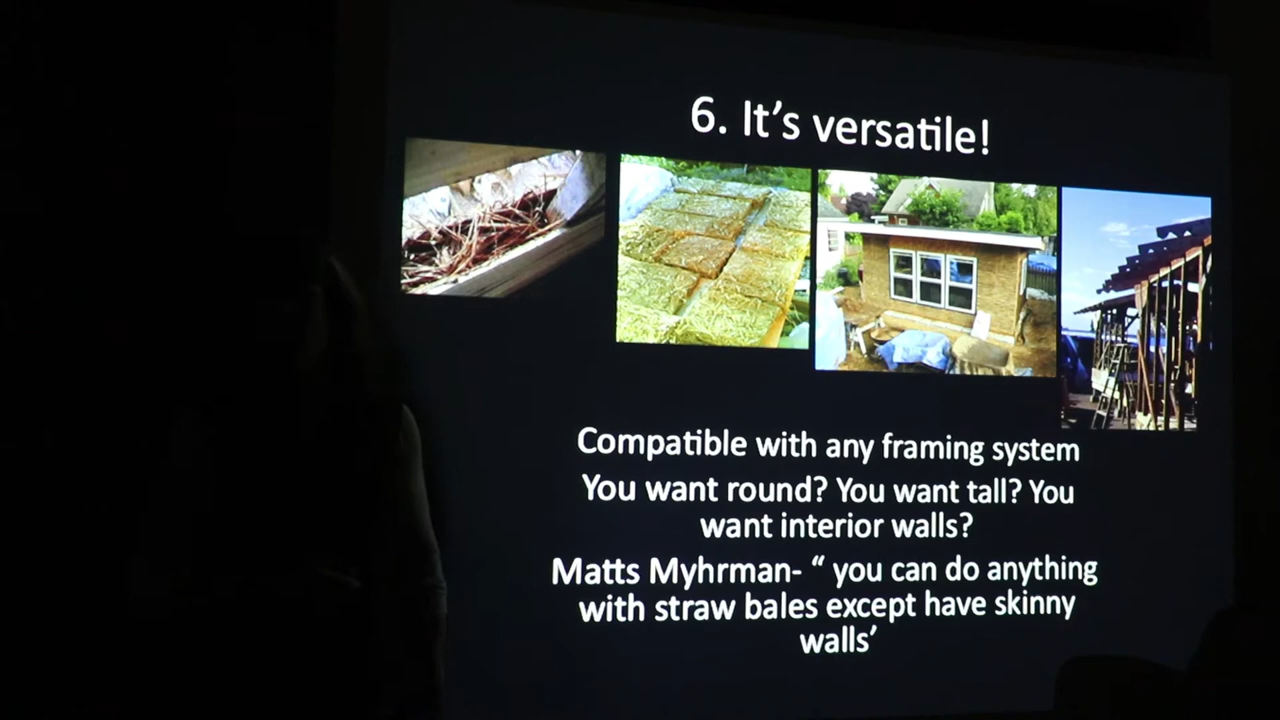 6. It's versatile!
Compatible with any framing system
You want round? You want tall? You
want interior walls?
Matts Myhrman- “ you can do anything
with straw bales except have skinny
walls’